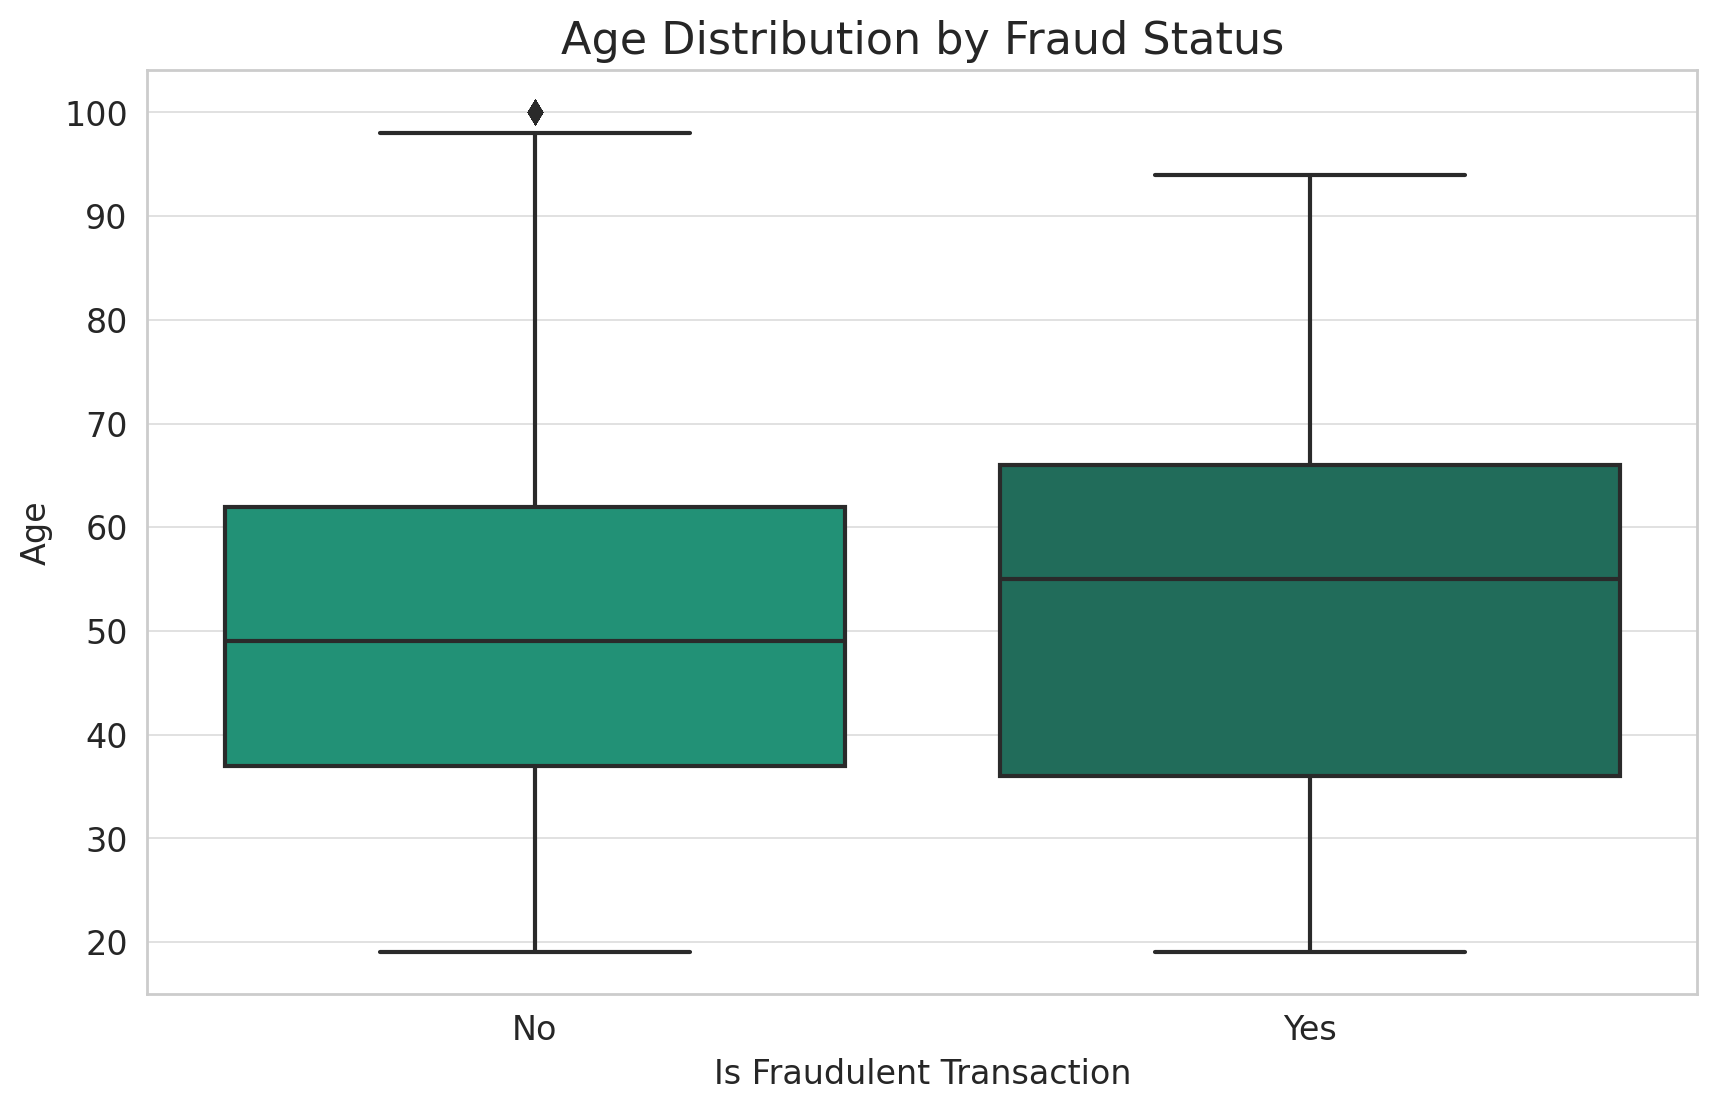 Age Distribution by Fraud Status
100
90
80
70
60
50
40
30
20
Age
No
Yes
Is Fraudulent Transaction